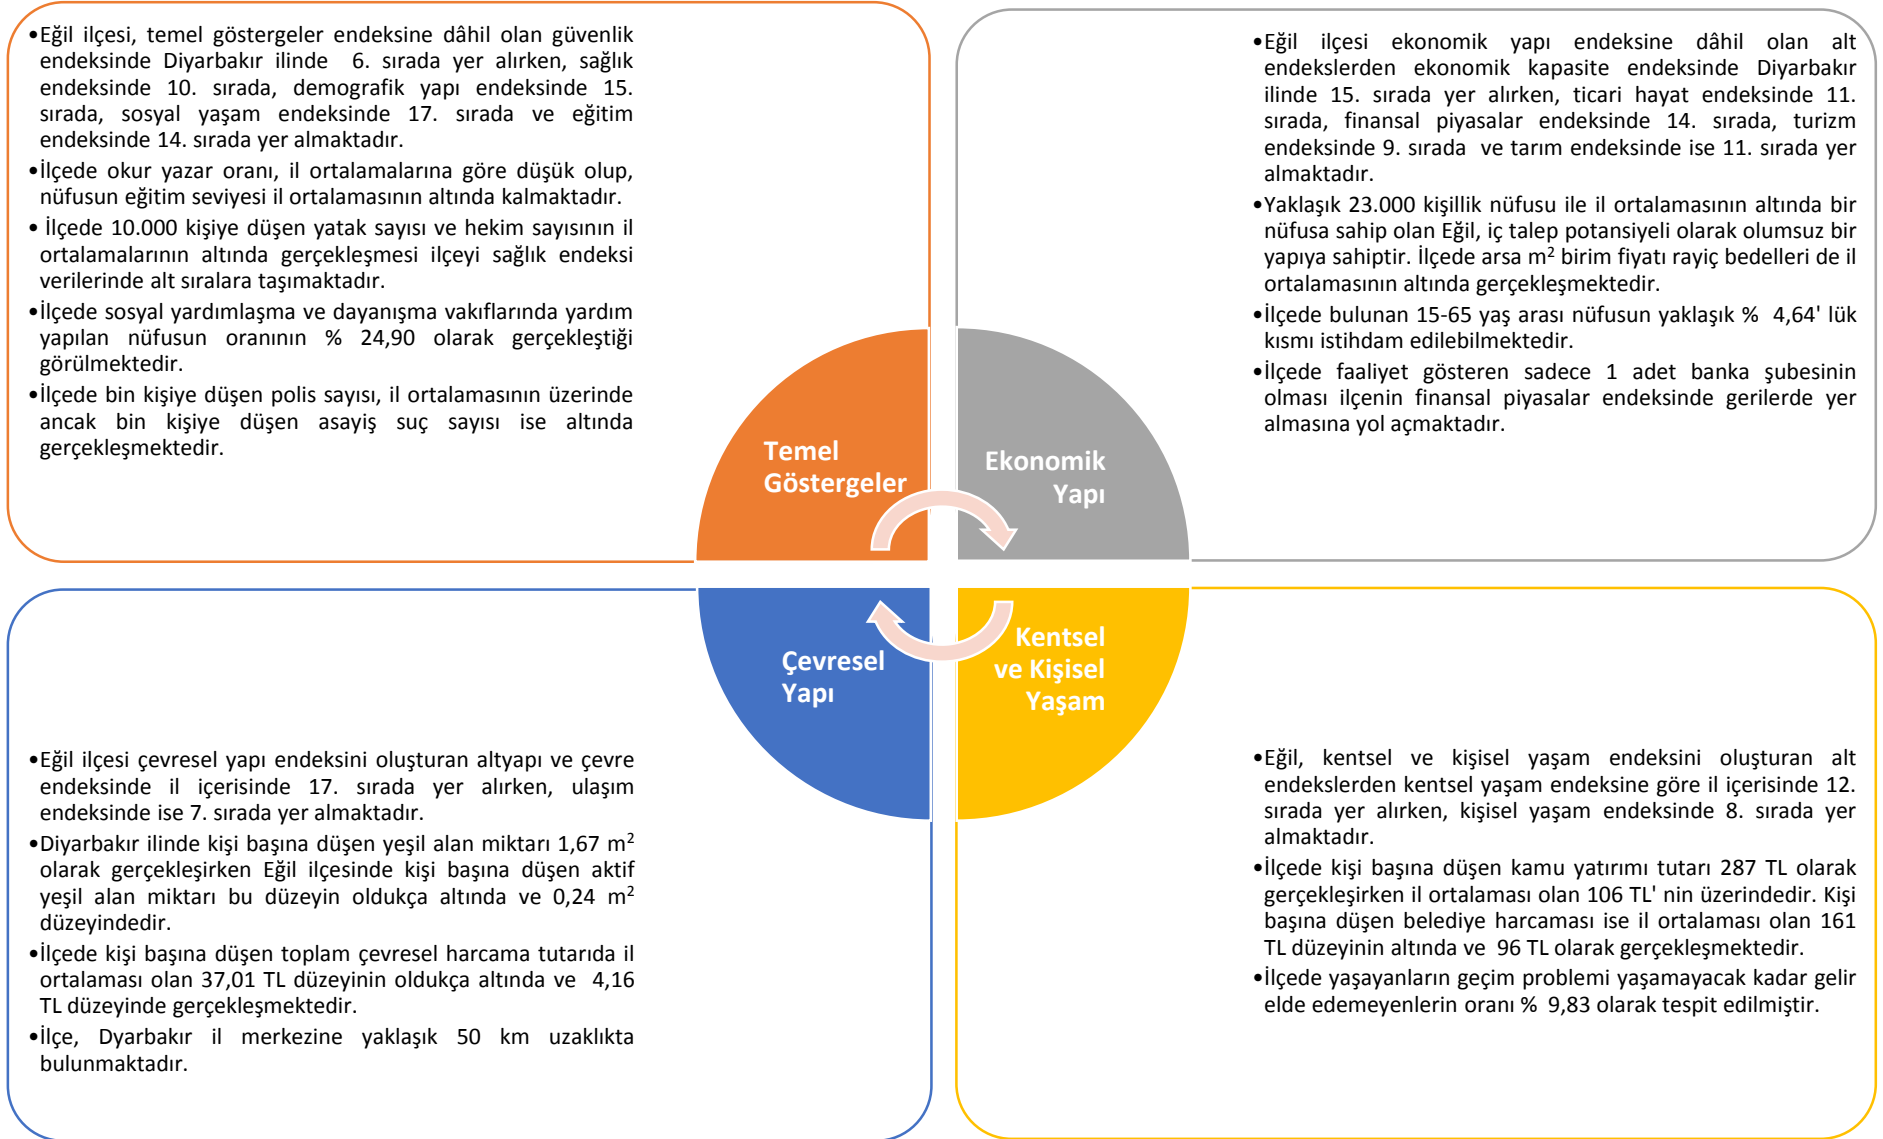 •Eğil ilçesi, temel göstergeler endeksine dâhil olan güvenlik
endeksinde Diyarbakır ilinde 6. sırada yer alırken, sağlık
endeksinde 10. sırada, demografik yapı endeksinde 15.
sırada, sosyal yaşam endeksinde 17. sırada ve eğitim
endeksinde 14. sırada yer almaktadır.
•İlçede okur yazar oranı, il ortalamalarına göre düşük olup,
nüfusun eğitim seviyesi il ortalamasının altında kalmaktadır.
• İlçede 10.000 kişiye düşen yatak sayısı ve hekim sayısının il
ortalamalarının altında gerçekleşmesi ilçeyi sağlık endeksi
verilerinde alt sıralara taşımaktadır.
•İlçede sosyal yardımlaşma ve dayanışma vakıflarında yardım
yapılan nüfusun oranının % 24,90 olarak gerçekleştiği
görülmektedir.
•İlçede bin kişiye düşen polis sayısı, il ortalamasının üzerinde
ancak bin kişiye düşen asayiş suç sayısı ise altında
gerçekleşmektedir.
Temel
Göstergeler
•Eğil ilçesi ekonomik yapı endeksine dâhil olan alt
endekslerden ekonomik kapasite endeksinde Diyarbakır
ilinde 15. sırada yer alırken, ticari hayat endeksinde 11.
sırada, finansal piyasalar endeksinde 14. sırada, turizm
endeksinde 9. sırada ve tarım endeksinde ise 11. sırada yer
almaktadır.
•Yaklaşık 23.000 kişillik nüfusu ile il ortalamasının altında bir
nüfusa sahip olan Eğil, iç talep potansiyeli olarak olumsuz bir
yapıya sahiptir. İlçede arsa m² birim fiyatı rayiç bedelleri de il
ortalamasının altında gerçekleşmektedir.
•İlçede bulunan 15-65 yaş arası nüfusun yaklaşık % 4,64' lük
kısmı istihdam edilebilmektedir.
•İlçede faaliyet gösteren sadece 1 adet banka şubesinin
olması ilçenin finansal piyasalar endeksinde gerilerde yer
almasına yol açmaktadır.
Ekonomik
Yapı
Çevresel
Yapı
•Eğil ilçesi çevresel yapı endeksini oluşturan altyapı ve çevre
endeksinde il içerisinde 17. sırada yer alırken, ulaşım
endeksinde ise 7. sırada yer almaktadır.
•Diyarbakır ilinde kişi başına düşen yeşil alan miktarı 1,67 m²
olarak gerçekleşirken Eğil ilçesinde kişi başına düşen aktif
yeşil alan miktarı bu düzeyin oldukça altında ve 0,24 m²
düzeyindedir.
•İlçede kişi başına düşen toplam çevresel harcama tutarıda il
ortalaması olan 37,01 TL düzeyinin oldukça altında ve 4,16
TL düzeyinde gerçekleşmektedir.
•İlçe, Dyarbakır il merkezine yaklaşık 50 km uzaklıkta
bulunmaktadır.
Kentsel
ve Kişisel
Yaşam
•Eğil, kentsel ve kişisel yaşam endeksini oluşturan alt
endekslerden kentsel yaşam endeksine göre il içerisinde 12.
sırada yer alırken, kişisel yaşam endeksinde 8. sırada yer
almaktadır.
•İlçede kişi başına düşen kamu yatırımı tutarı 287 TL olarak
gerçekleşirken il ortalaması olan 106 TL' nin üzerindedir. Kişi
başına düşen belediye harcaması ise il ortalaması olan 161
TL düzeyinin altında ve 96 TL olarak gerçekleşmektedir.
•İlçede yaşayanların geçim problemi yaşamayacak kadar gelir
elde edemeyenlerin oranı % 9,83 olarak tespit edilmiştir.